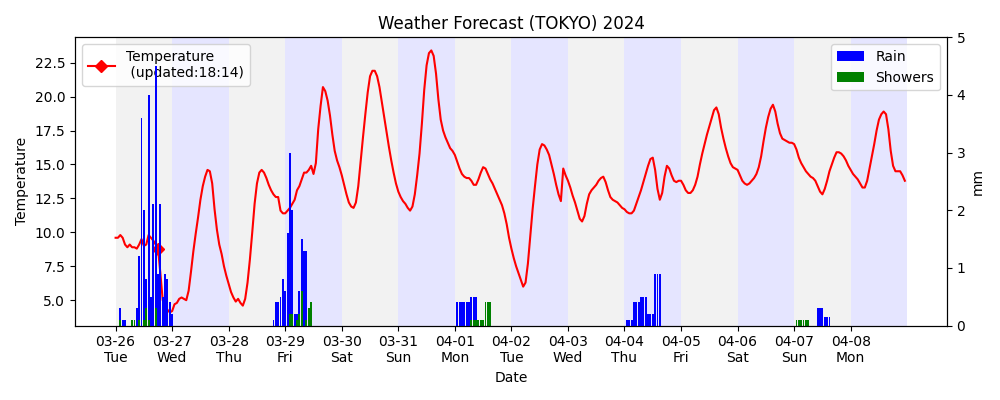 Weather Forecast (TOKYO) 2024
Temperature
(updated:18:14)
Rain
Showers
Temperature
22.5
20.0
17.5
15.0
12.5
10.0
7.5
5.0
5
4
3
2
1
0
mm
03-26 03-27 03-28 03-29 03-30 03-31 04-01 04-02 04-03 04-04 04-05 04-06 04-07 04-08
Tue Wed Thu Fri Sat Sun Mon Tue Wed Thu Fri Sat Sun Mon
Date